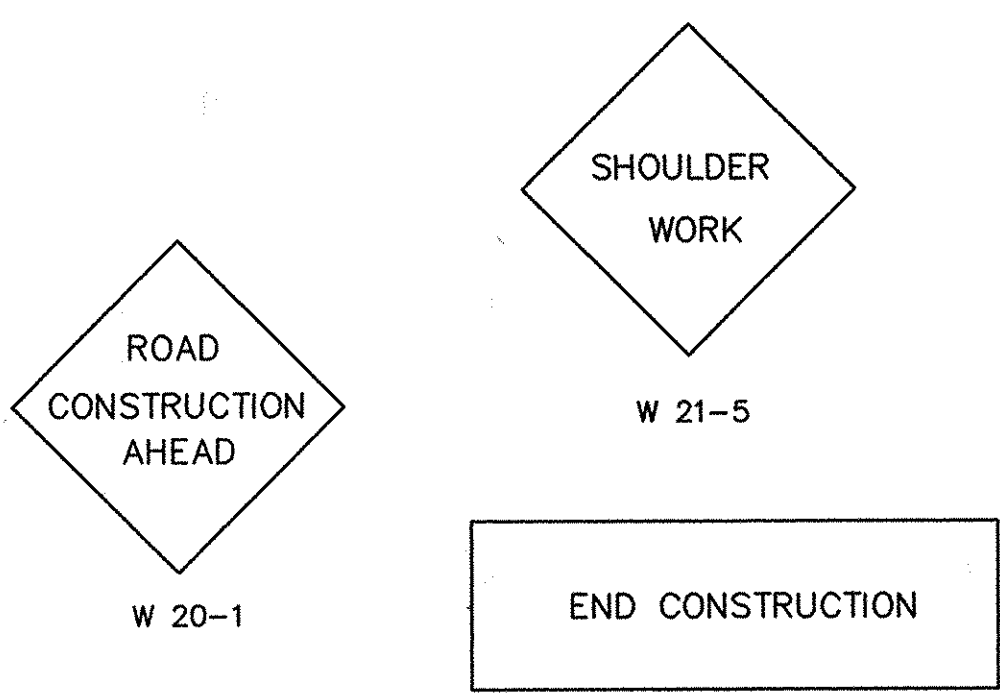 SHOULDER
WORK
W 21-5
ROAD
CONSTRUCTION
AHEAD
W 20-1
END CONSTRUCTION